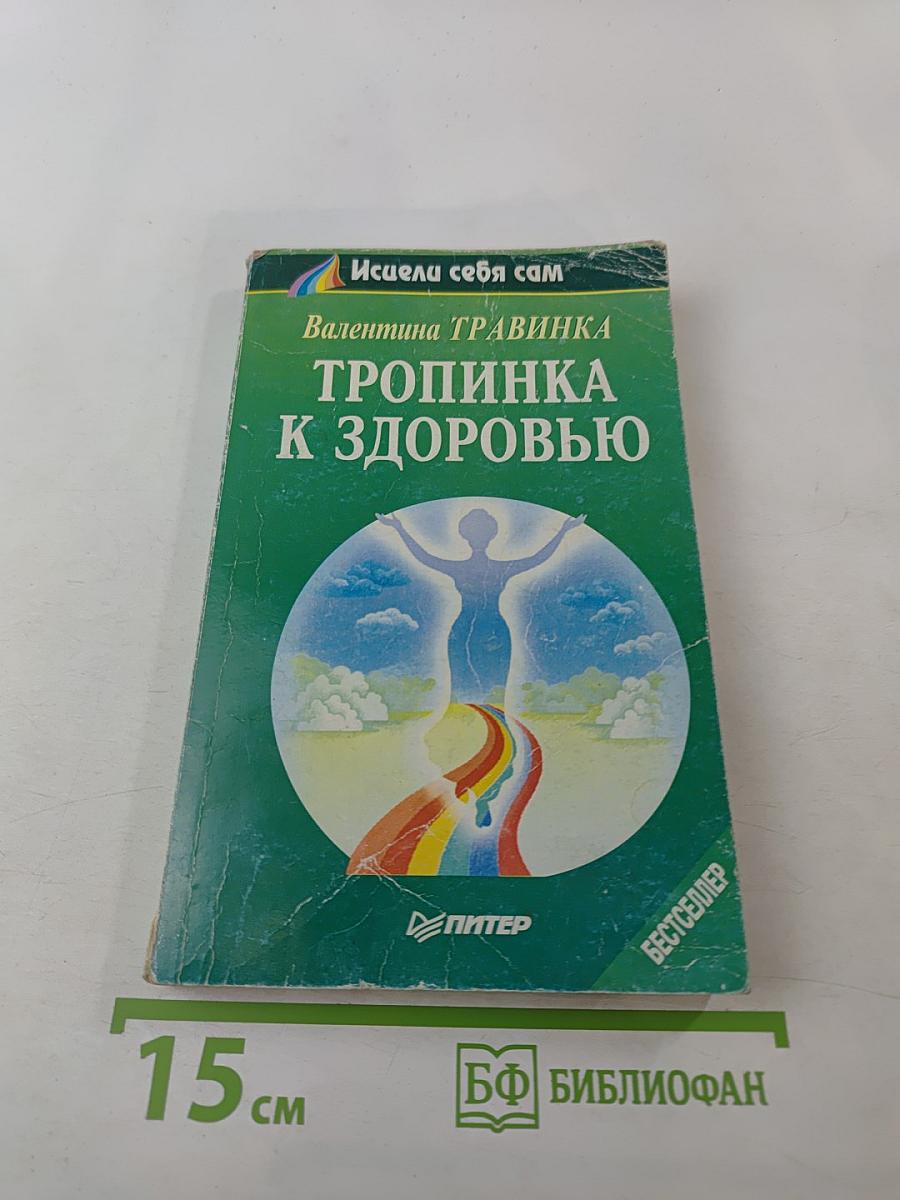 Исцели себя сам
Валентина ТРАВИНКА
ТРОПИНКА
К ЗДОРОВЬЮ
ПИТЕР
БЕСТСЕЛЛЕР
15 см
БФ БИБЛИОФАН